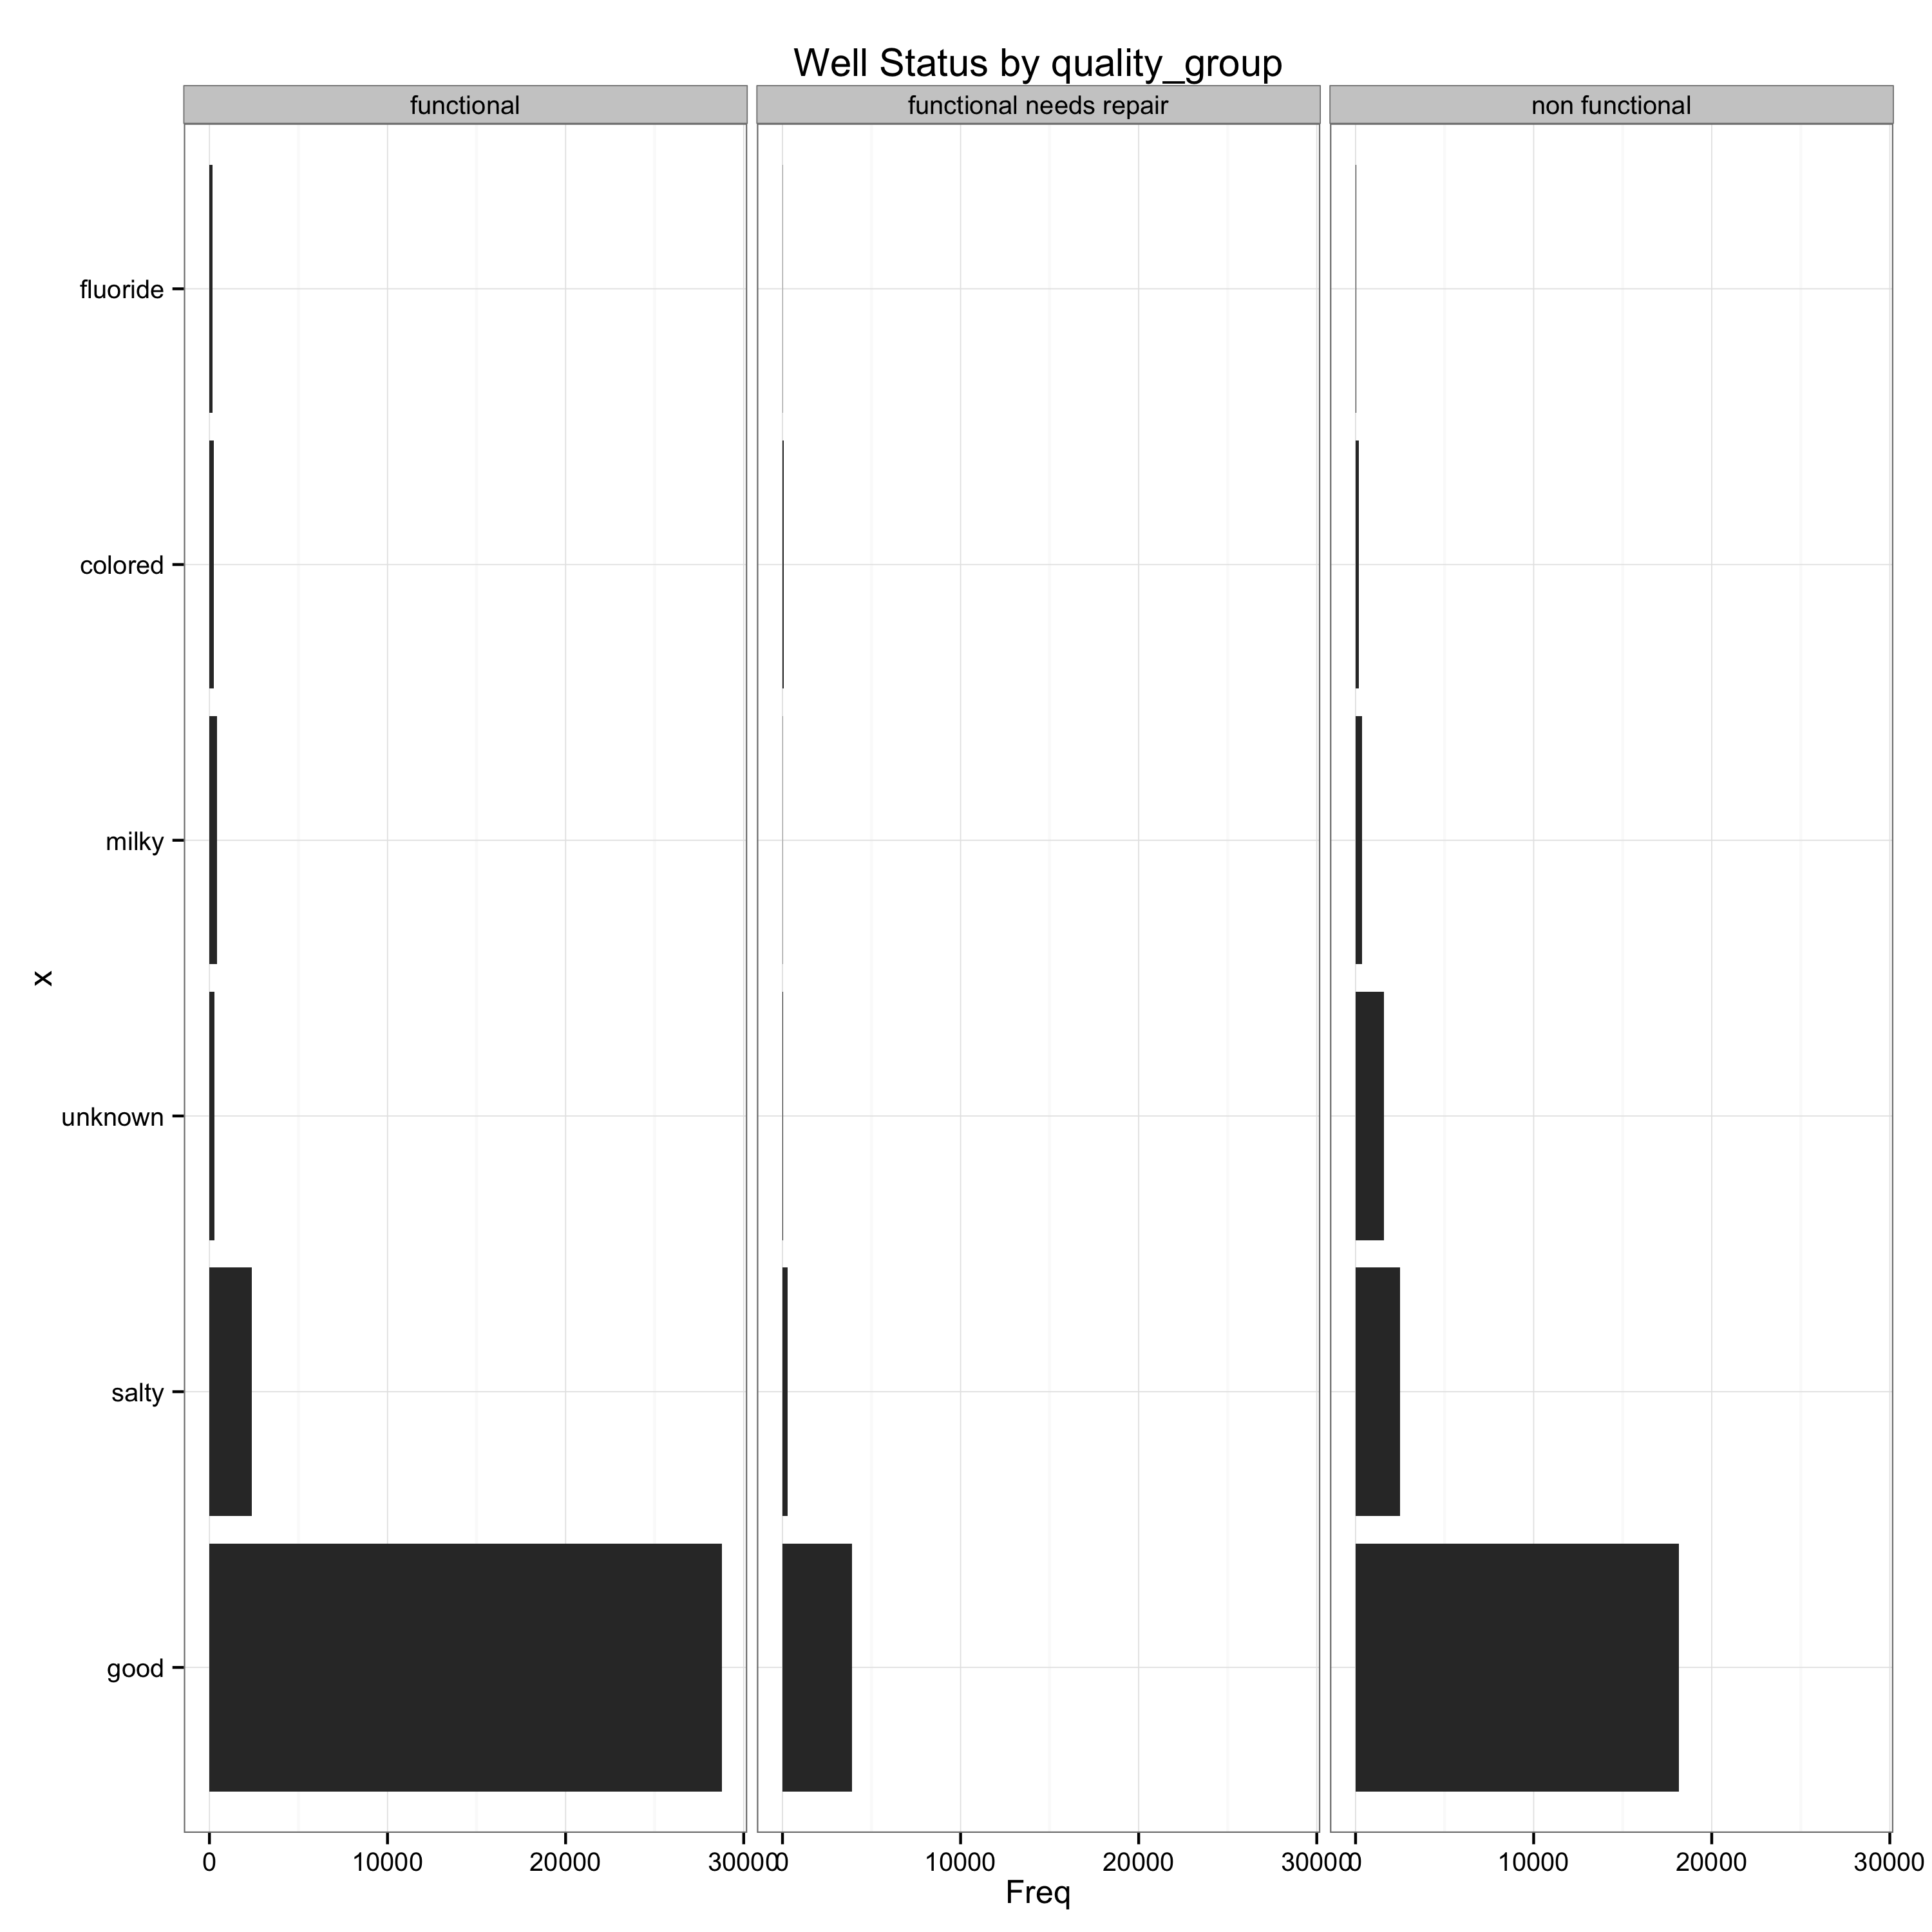 Well Status by quality_group
functional functional needs repair non functional
fluoride
colored
milky
unknown
salty
good
x
0 10000 20000 30000 0 10000 20000 30000 0 10000 20000 30000
Freq